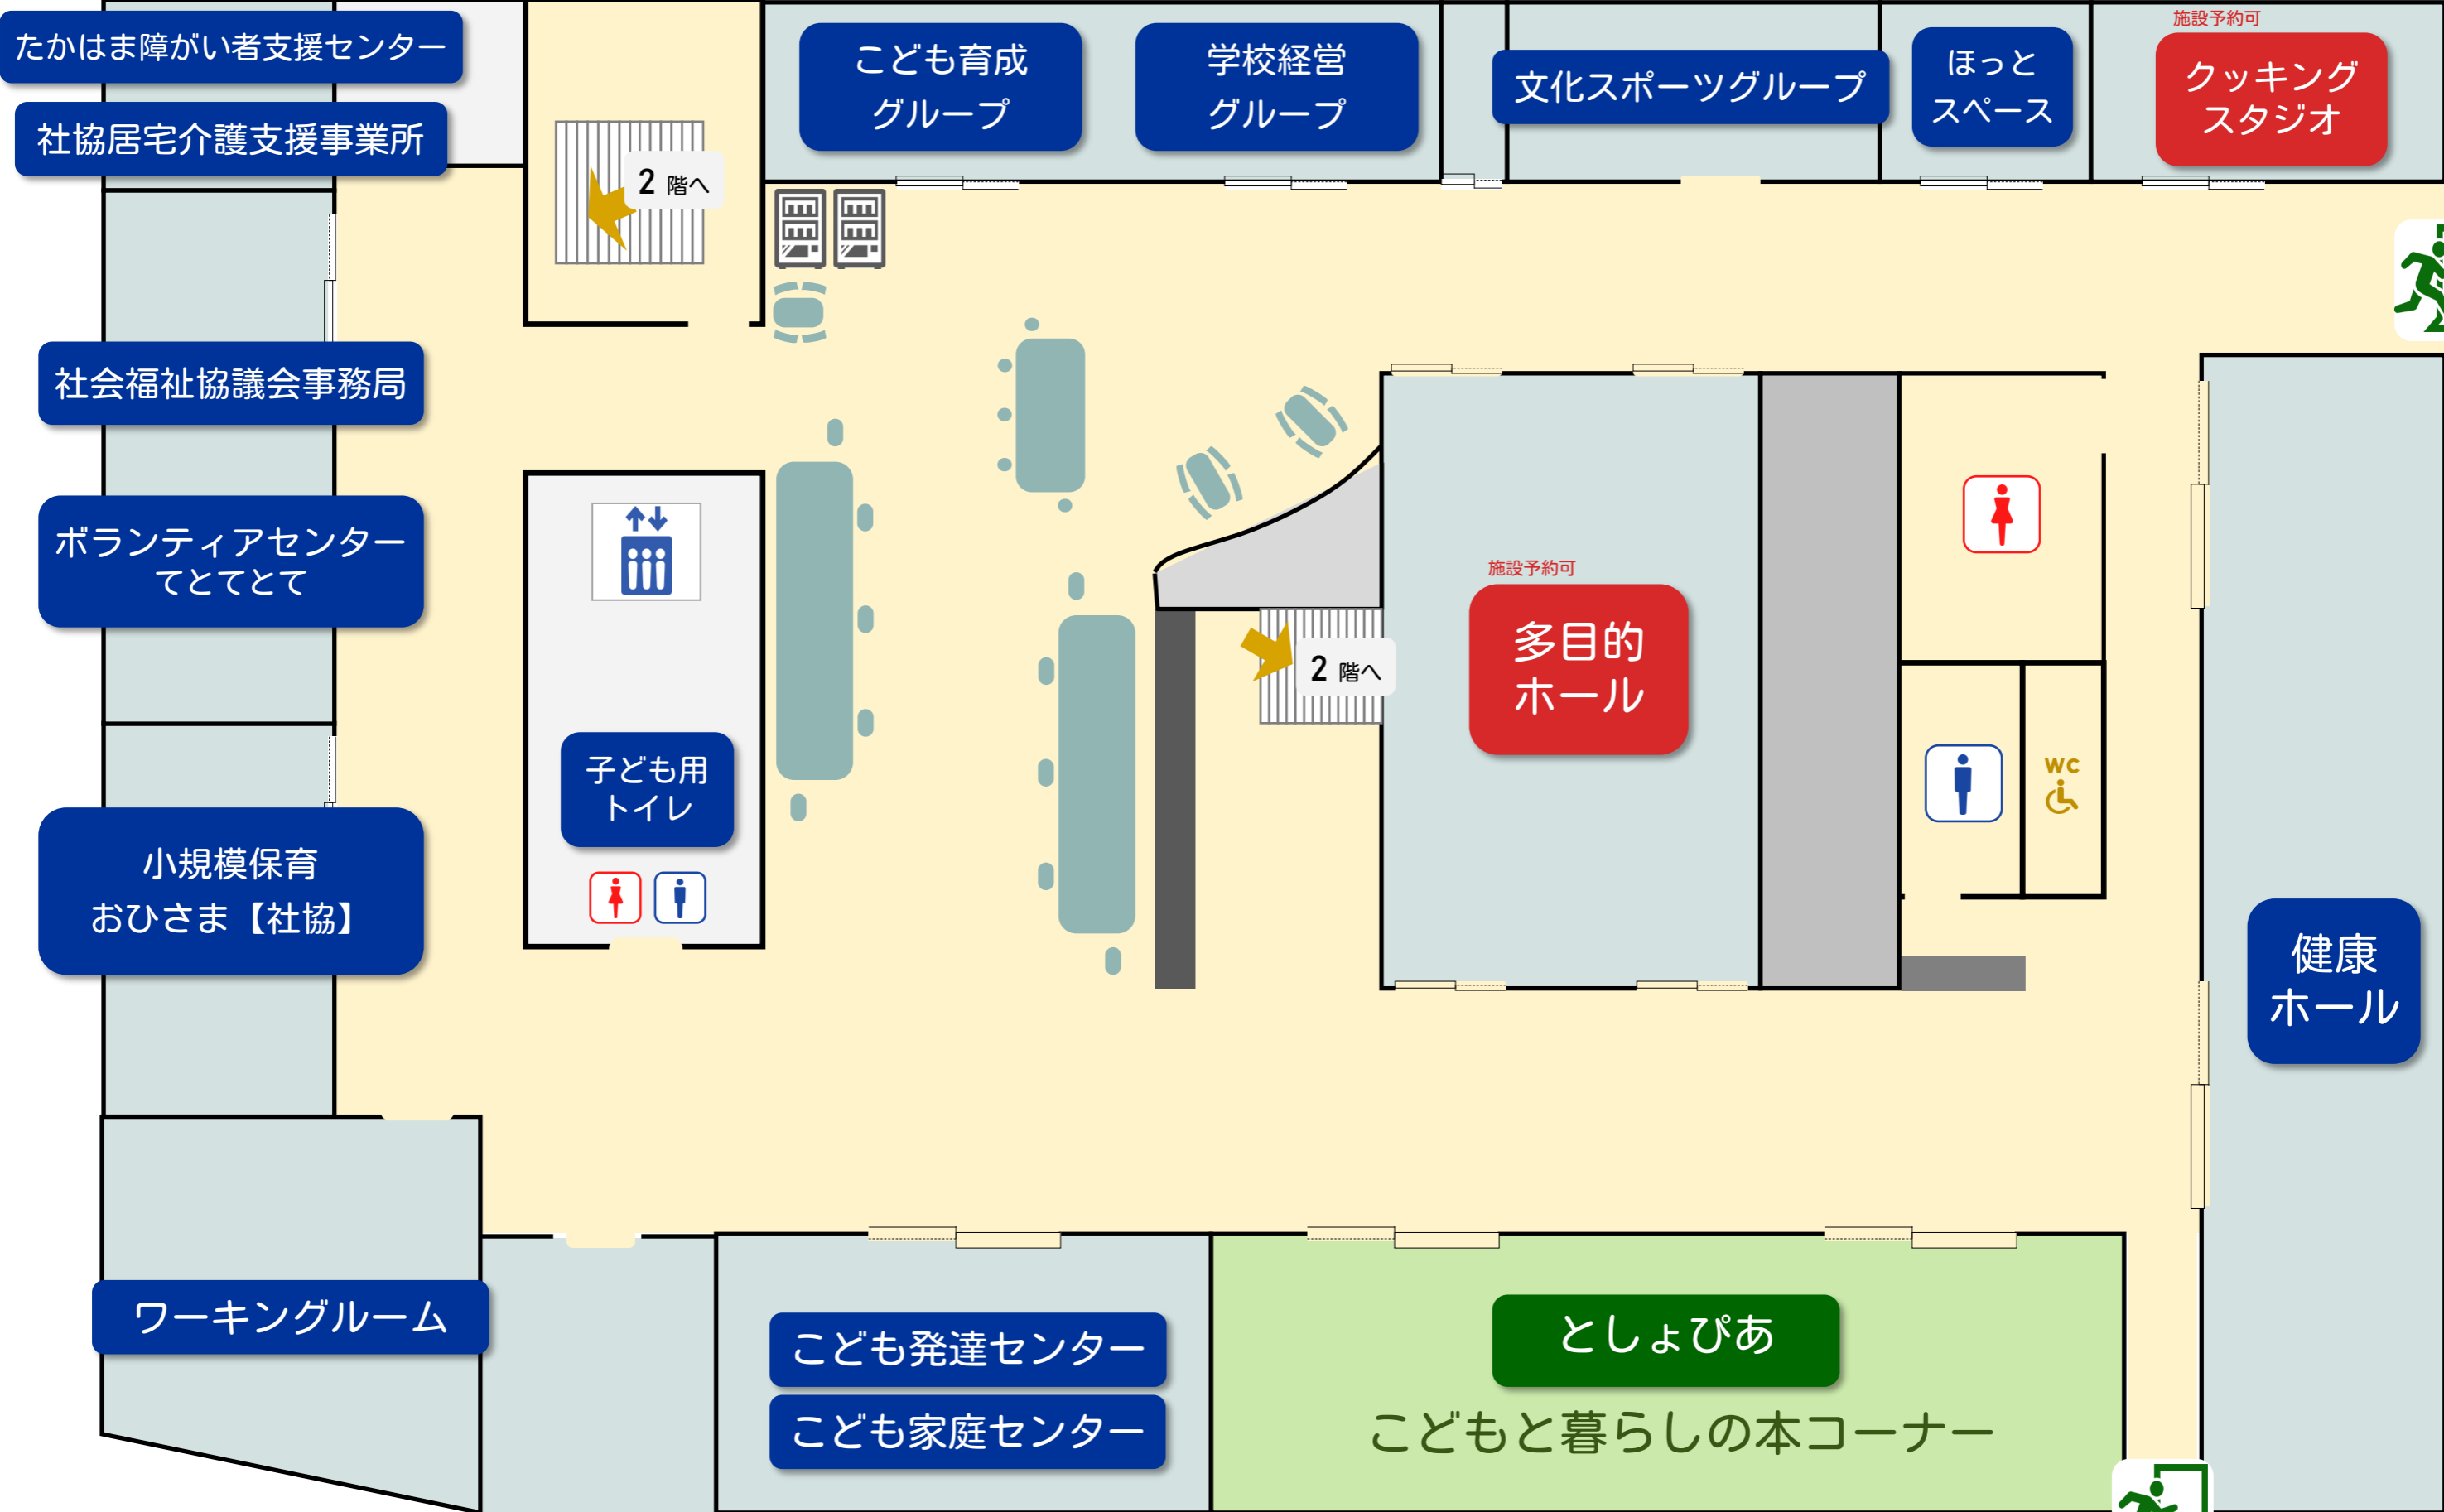 たかはま障がい者支援センター
社協居宅介護支援事業所
2 階へ
こども育成
グループ
学校経営
グループ
文化スポーツグループ
ほっと
スペース
施設予約可
クッキング
スタジオ
社会福祉協議会事務局
ボランティアセンター
てとてとて
小規模保育
おひさま【社協】
子ども用
トイレ
2 階へ
施設予約可
多目的
ホール
WC
健康
ホール
ワーキングルーム
こども発達センター
こども家庭センター
としょぴあ
こどもと暮らしの本コーナー